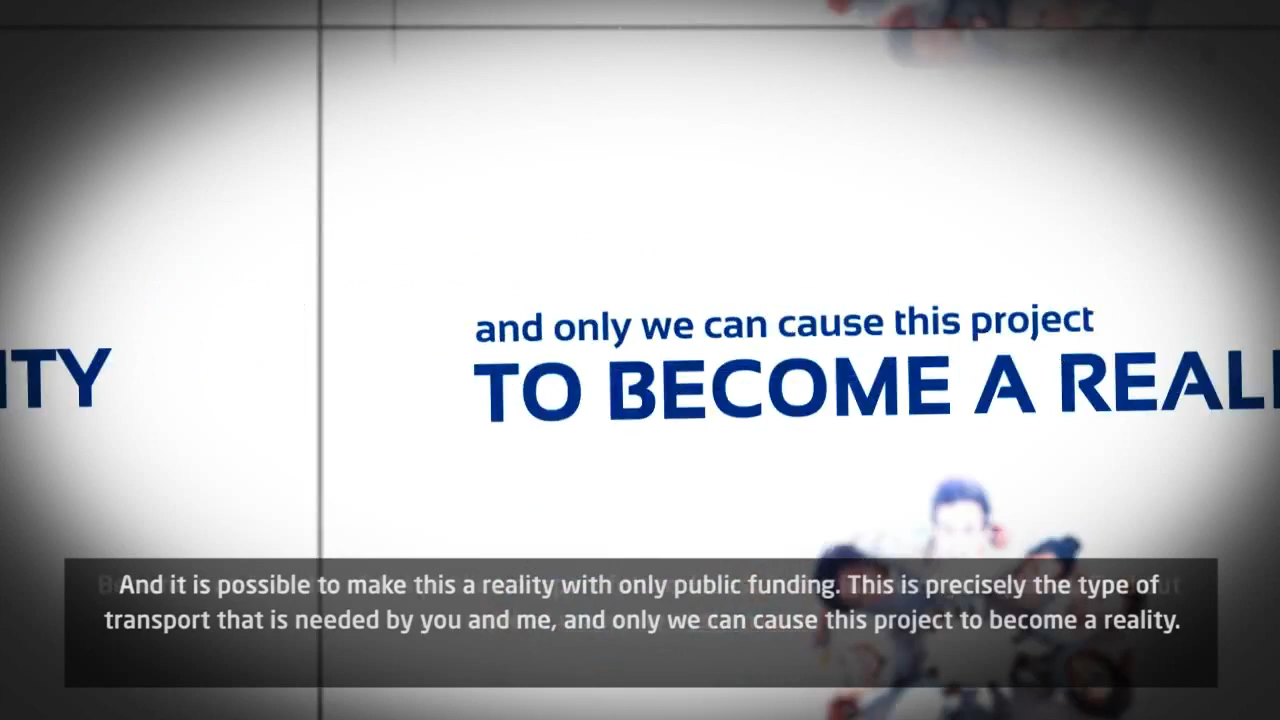 and only we can cause this project
ITY
TO BECOME A REALI
And it is possible to make this a reality with only public funding. This is precisely the type of
transport that is needed by you and me, and only we can cause this project to become a reality.